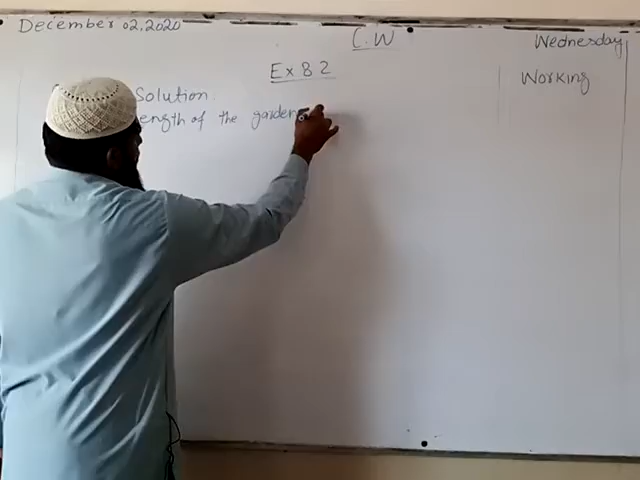 December 02,2020
C.W
Wednesday
Ex 8 2
Working
Solution
ength of the garden